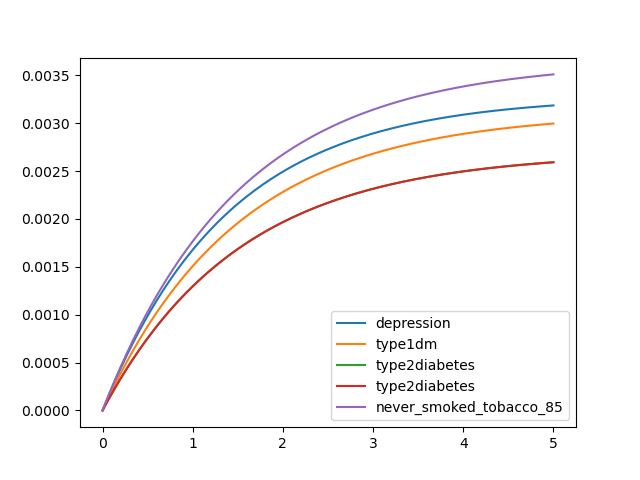 0.0035
0.0030
0.0025
0.0020
0.0015
0.0010
0.0005
0.0000
depression
type1dm
type2diabetes
type2diabetes
never_smoked_tobacco_85
0 1 2 3 4 5